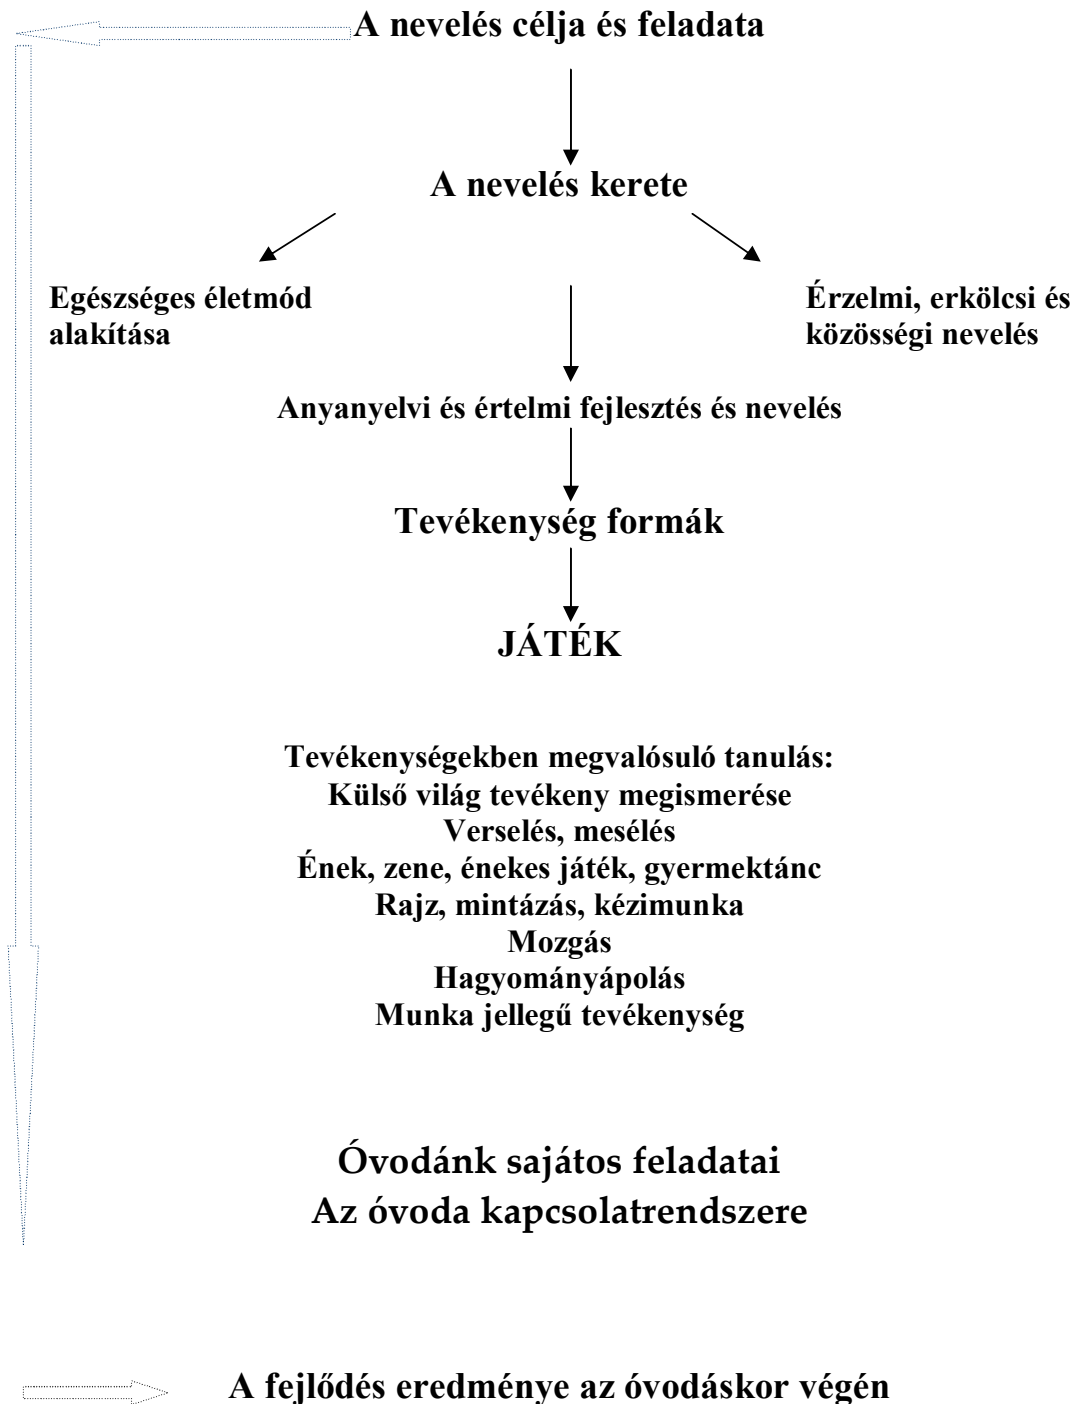 A nevelés célja és feladata
A nevelés kerete
Egészséges életmód
alakítása
Érzelmi, erkölcsi és
közösségi nevelés
Anyanyelvi és értelmi fejlesztés és nevelés
Tevékenység formák
JÁTÉK
Tevékenységekben megvalósuló tanulás:
Külső világ tevékeny megismerése
Verselés, mesélés
Ének, zene, énekes játék, gyermektánc
Rajz, mintázás, kézimunka
Mozgás
Hagyományápolás
Munka jellegű tevékenység
Óvodánk sajátos feladatai
Az óvoda kapcsolatrendszere
A fejlődés eredménye az óvodáskor végén